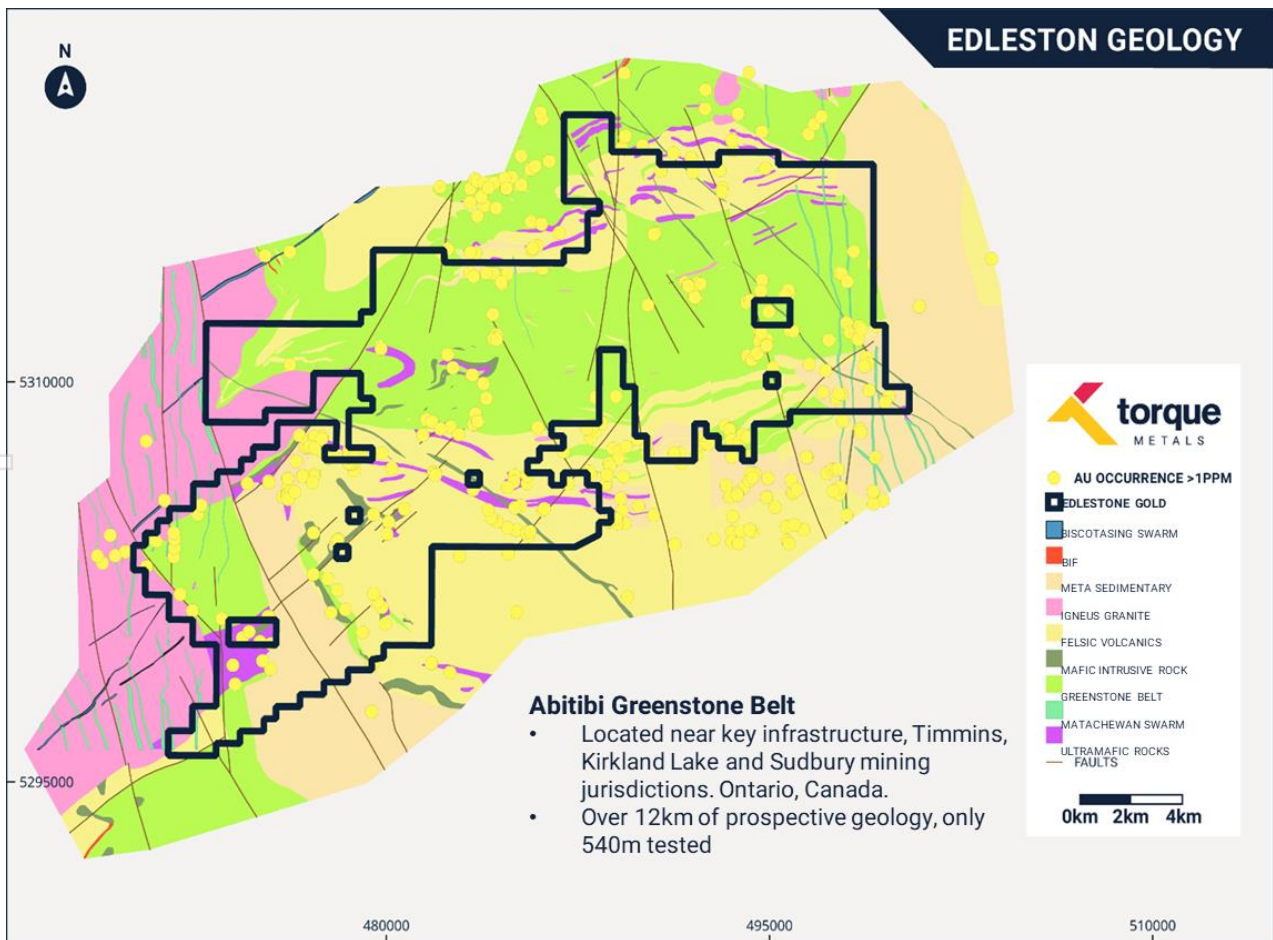 EDLESTON GEOLOGY
N
5310000
5295000
torque
METALS
AU OCCURRENCE >1PPM
EDLESTONE GOLD
BISCOTASING SWARM
BIF
META SEDIMENTARY
IGNEUS GRANITE
FELSIC VOLCANICS
MAFIC INTRUSIVE ROCK
GREENSTONE BELT
MATACHEWAN SWARM
ULTRAMAFIC ROCKS
FAULTS
0km 2km 4km
Abitibi Greenstone Belt
• Located near key infrastructure, Timmins,
Kirkland Lake and Sudbury mining
jurisdictions. Ontario, Canada.
• Over 12km of prospective geology, only
540m tested
480000 495000 510000